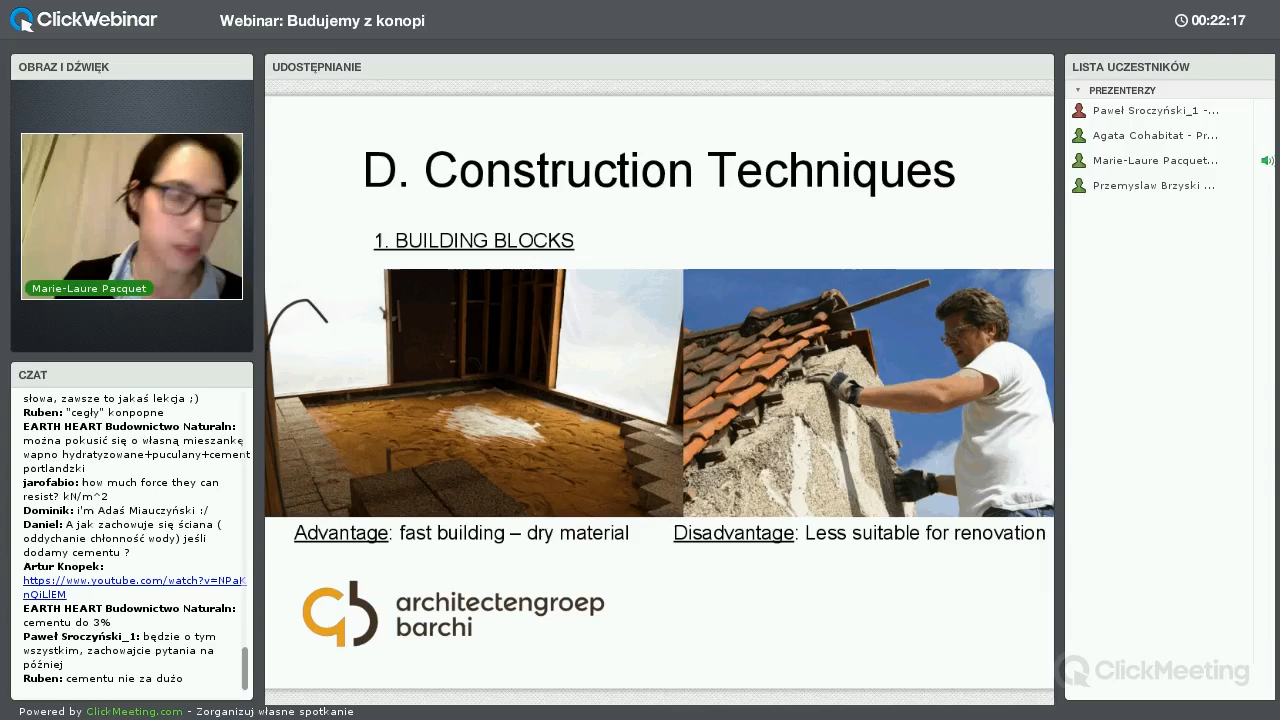 ClickWebinar
Webinar: Budujemy z konopi
00:22:17
OBRAZ I DŹWIĘK
Marie-Laure Pacquet
CZAT
słowa, zawsze to jakaś lekcja ;)
Ruben: "cegły" konpopne
EARTH HEART Budownictwo Naturaln:
można pokusić się o własną mieszankę
wapno hydratyzowane+puculany+cement
portlandzki
jarofabio: how much force they can
resist? kN/m^2
Dominik: i'm Adaś Miauczyński :/
Daniel: A jak zachowuje się ściana (
oddychanie chłonność wody) jeśli
dodamy cementu ?
Artur Knopek:
https://www.youtube.com/watch?v=NPaK
nQiLlEM
EARTH HEART Budownictwo Naturaln:
cementu do 3%
Paweł Sroczyński_1: będzie o tym
wszystkim, zachowajcie pytania na
później
Ruben: cementu nie za dużo
UDOSTĘPNIANIE
D. Construction Techniques
1. BUILDING BLOCKS
Advantage: fast building – dry material
Disadvantage: Less suitable for renovation
architectengroep
barchi
LISTA UCZESTNIKÓW
PREZENTERZY
Paweł Sroczyński_1 -...
Agata Cohabitat - Pr...
Marie-Laure Pacquet...
Przemyslaw Brzyski ...
ClickMeeting
Powered by ClickMeeting.com - Zorganizuj własne spotkanie